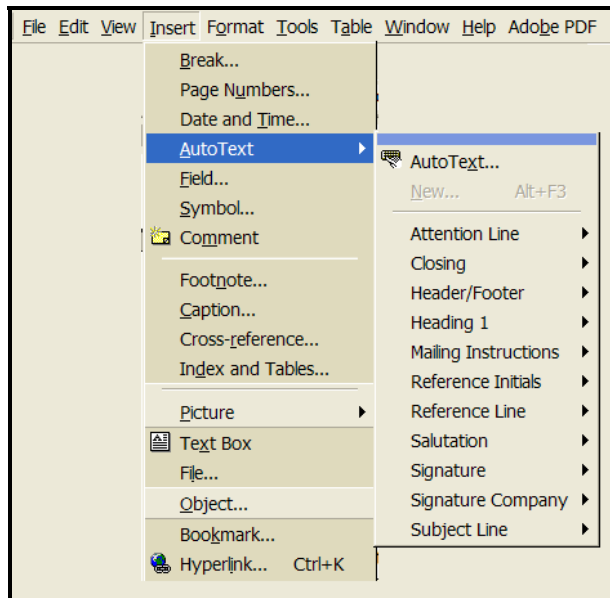 File Edit View Insert Format Tools Table Window Help Adobe PDF
Break...
Page Numbers...
Date and Time...
AutoText
Field...
Symbol...
Comment
Footnote...
Caption...
Cross-reference...
Index and Tables...
Picture
Text Box
File...
Object...
Bookmark...
Hyperlink... Ctrl+K
AutoText...
New... Alt+F3
Attention Line
Closing
Header/Footer
Heading 1
Mailing Instructions
Reference Initials
Reference Line
Salutation
Signature
Signature Company
Subject Line